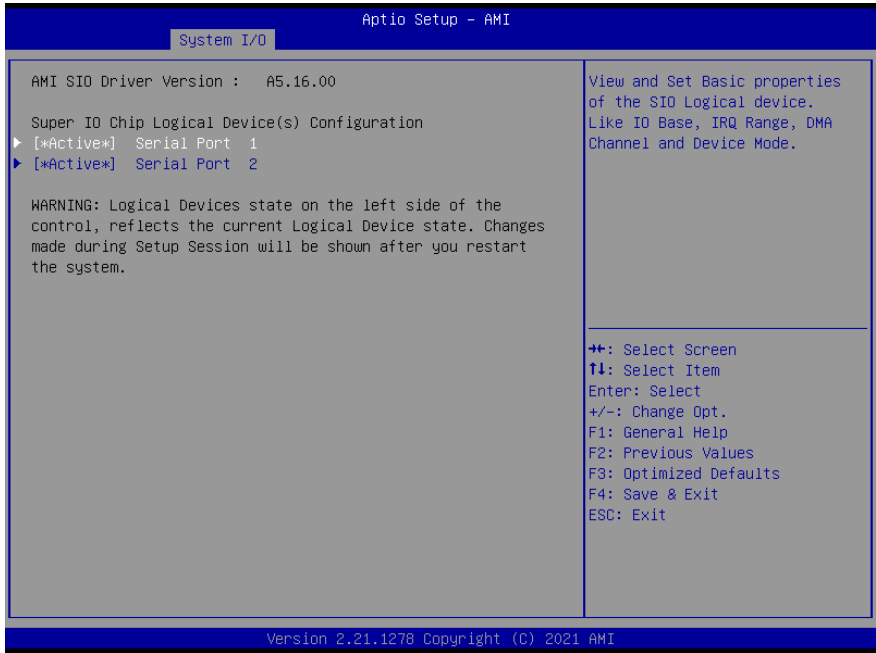 Aptio Setup - AMI
System I/O
AMI SIO Driver Version :   A5.16.00
Super IO Chip Logical Device(s) Configuration
[*Active*]  Serial Port  1
[*Active*]  Serial Port  2
WARNING: Logical Devices state on the left side of the
control, reflects the current Logical Device state. Changes
made during Setup Session will be shown after you restart
the system.
View and Set Basic properties
of the SIO Logical device.
Like IO Base, IRQ Range, DMA
Channel and Device Mode.
→←: Select Screen
↑↓: Select Item
Enter: Select
+/-: Change Opt.
F1: General Help
F2: Previous Values
F3: Optimized Defaults
F4: Save & Exit
ESC: Exit
Version 2.21.1278 Copyright (C) 2021 AMI